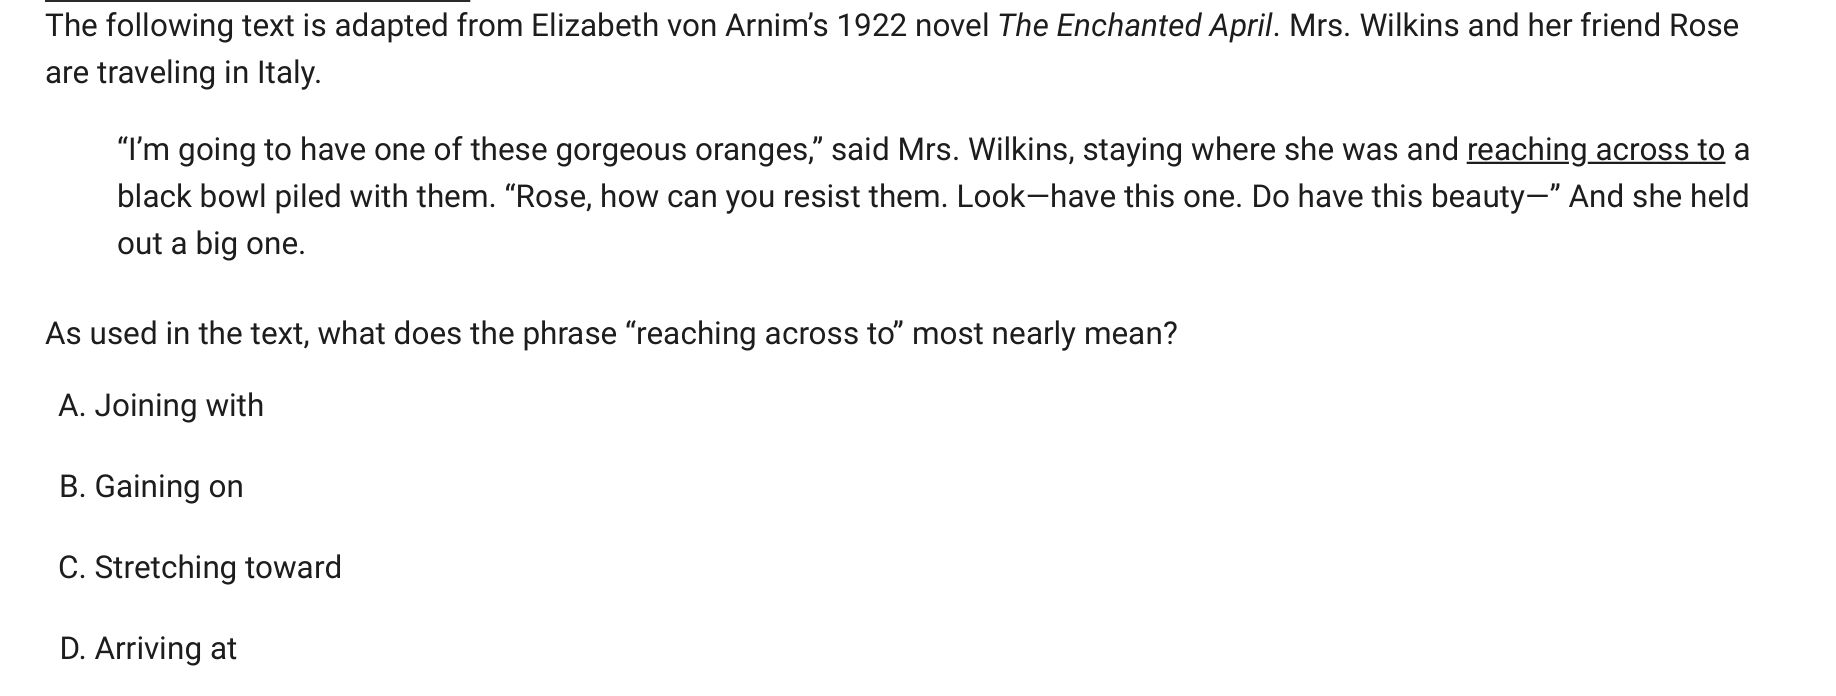 The following text is adapted from Elizabeth von Arnim’s 1922 novel The Enchanted April. Mrs. Wilkins and her friend Rose
are traveling in Italy.
“I’m going to have one of these gorgeous oranges,” said Mrs. Wilkins, staying where she was and reaching across to a
black bowl piled with them. “Rose, how can you resist them. Look—have this one. Do have this beauty—” And she held
out a big one.
As used in the text, what does the phrase “reaching across to” most nearly mean?
A. Joining with
B. Gaining on
C. Stretching toward
D. Arriving at